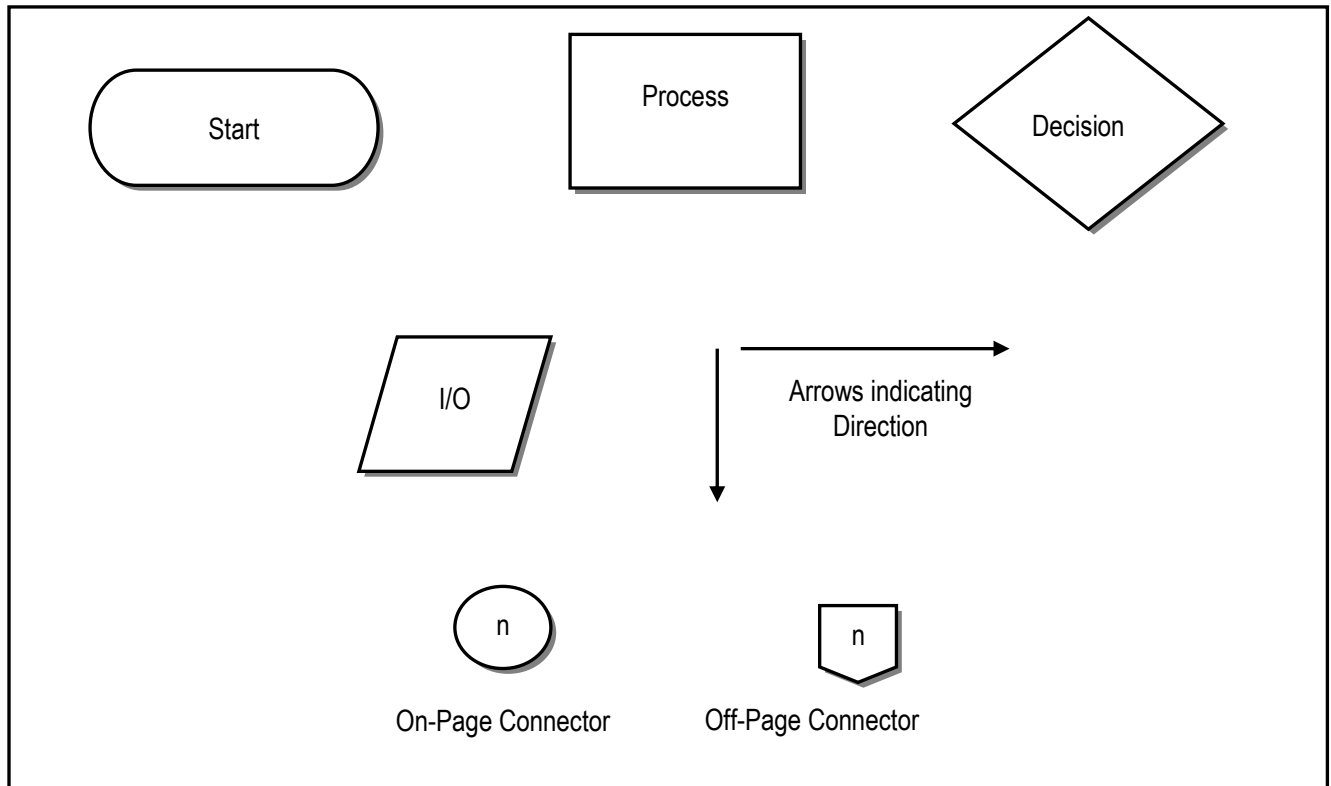 Start
Process
Decision
I/O
Arrows indicating
Direction
n
n
On-Page Connector
Off-Page Connector